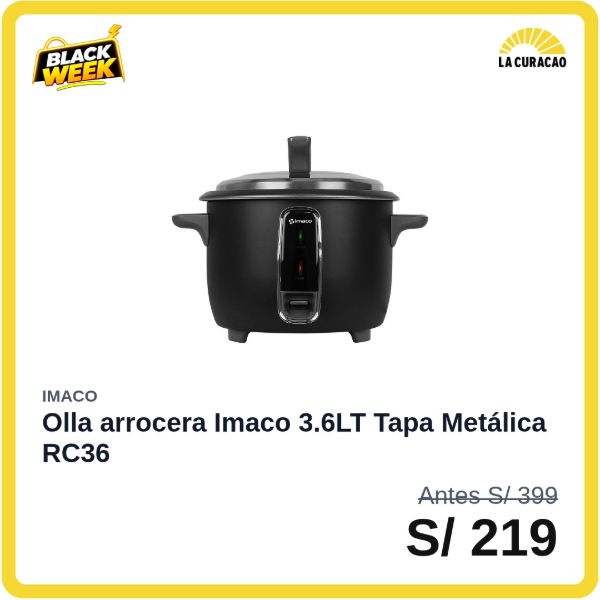 BLACK
WEEK
LA CURACAO
imaco
IMACO
Olla arrocera Imaco 3.6LT Tapa Metálica
RC36
Antes S/ 399
S/ 219